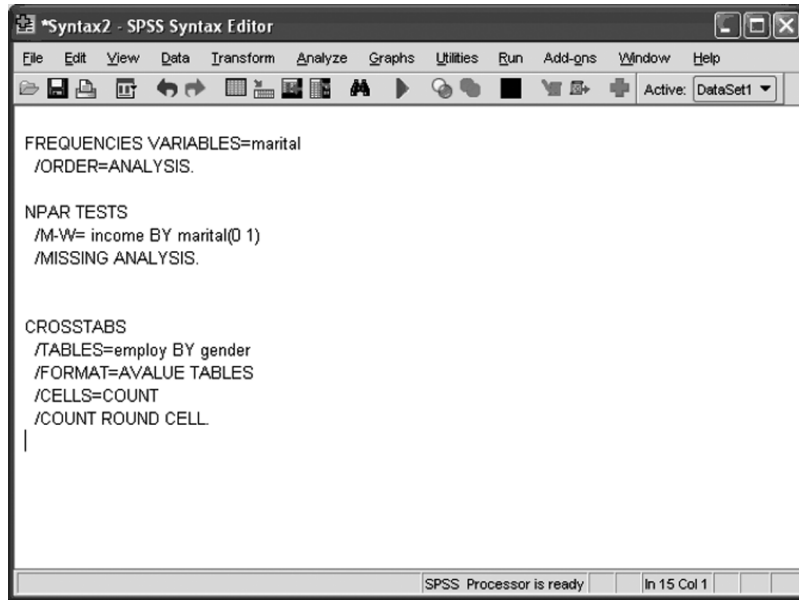 *Syntax2 - SPSS Syntax Editor
File Edit View Data Transform Analyze Graphs Utilities Run Add-ons Window Help
Active: DataSet1
FREQUENCIES VARIABLES=marital
/ORDER=ANALYSIS.
NPAR TESTS
/M-W= income BY marital(0 1)
/MISSING ANALYSIS.
CROSSTABS
/TABLES=employ BY gender
/FORMAT=AVALUE TABLES
/CELLS=COUNT
/COUNT ROUND CELL.
SPSS Processor is ready In 15 Col 1